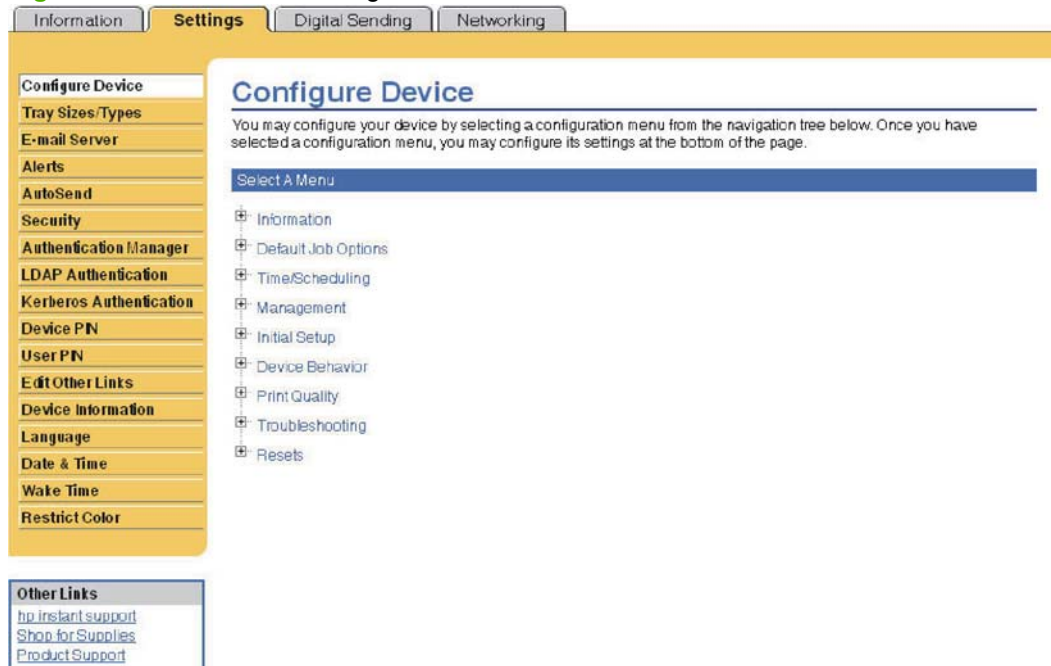 Information Settings Digital Sending Networking
Configure Device
Tray Sizes/Types
E-mail Server
Alerts
AutoSend
Security
Authentication Manager
LDAP Authentication
Kerberos Authentication
Device PIN
User PIN
Edit Other Links
Device Information
Language
Date & Time
Wake Time
Restrict Color
Other Links
hp instant support
Shop for Supplies
Product Support
Configure Device
You may configure your device by selecting a configuration menu from the navigation tree below. Once you have
selected a configuration menu, you may configure its settings at the bottom of the page.
Select A Menu
Information
Default Job Options
Time/Scheduling
Management
Initial Setup
Device Behavior
Print Quality
Troubleshooting
Resets